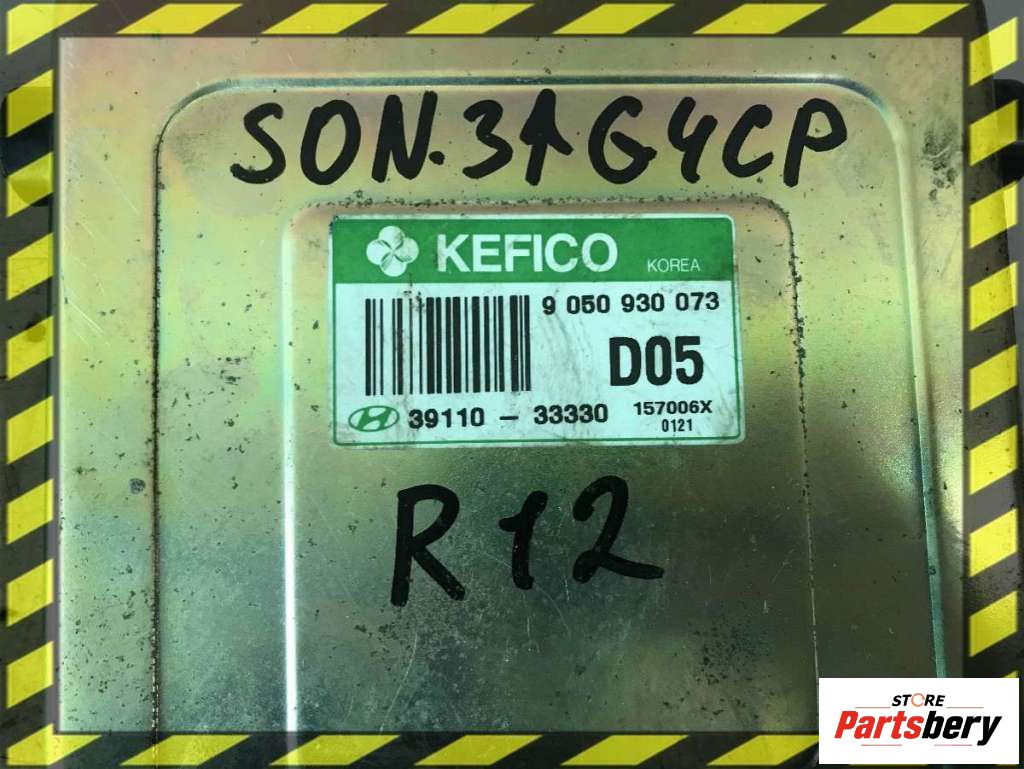 SON.3↑G4CP
KEFICO KOREA
9 050 930 073
D05
39110 - 33330 157006X
0121
R12
STORE
Partsbery